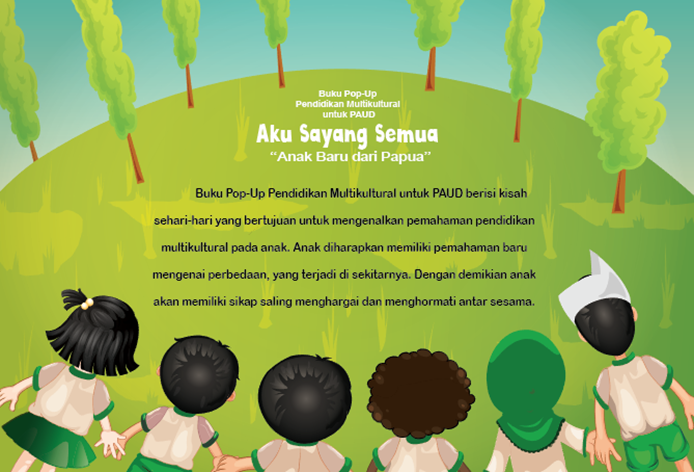 Buku Pop-Up
Pendidikan Multikultural
untuk PAUD
Aku Sayang Semua
“Anak Baru dari Papua”
Buku Pop-Up Pendidikan Multikultural untuk PAUD berisi kisah
sehari-hari yang bertujuan untuk mengenalkan pemahaman pendidikan
multikultural pada anak. Anak diharapkan memiliki pemahaman baru
mengenai perbedaan, yang terjadi di sekitarnya. Dengan demikian anak
akan memiliki sikap saling menghargai dan menghormati antar sesama.